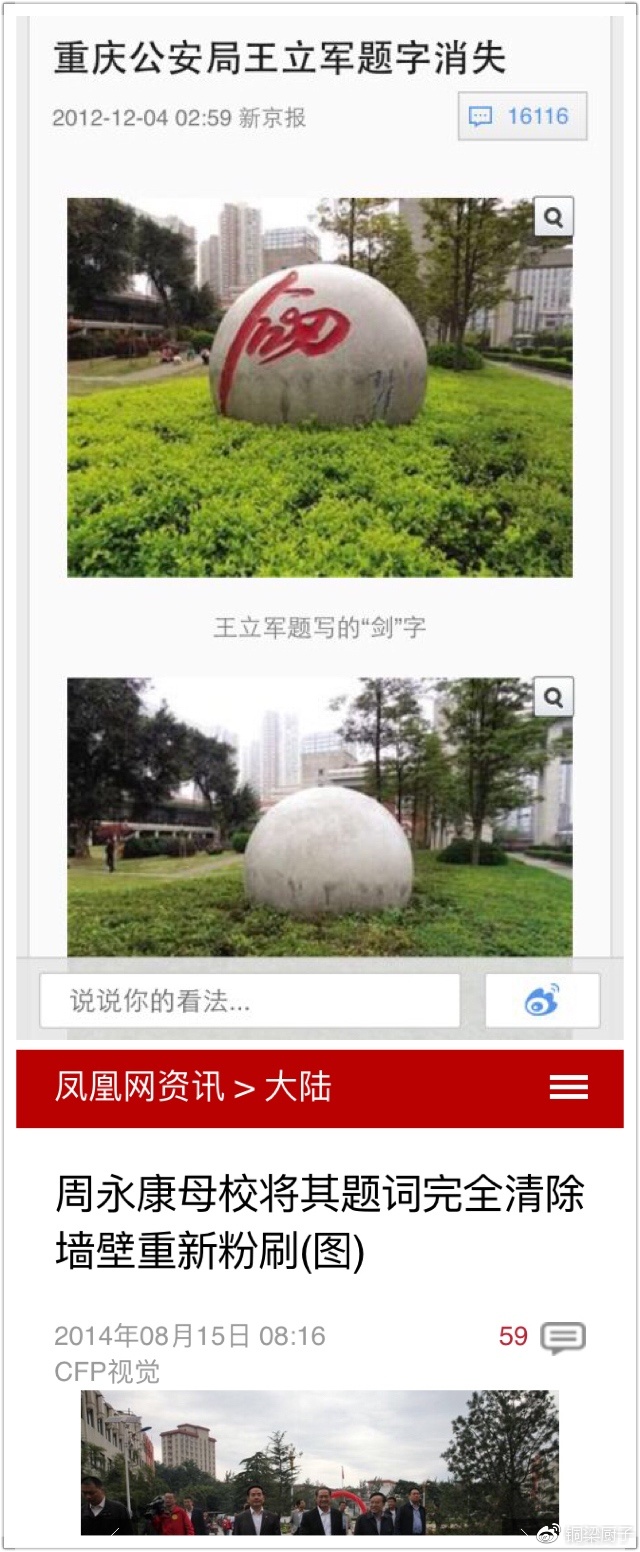 重庆公安局王立军题字消失
2012-12-04 02:59 新京报
16116
剑
王立军题写的“剑”字
说说你的看法...
凤凰网资讯 > 大陆
周永康母校将其题词完全清除
墙壁重新粉刷(图)
2014年08月15日 08:16
59
CFP视觉
铜梁厨子